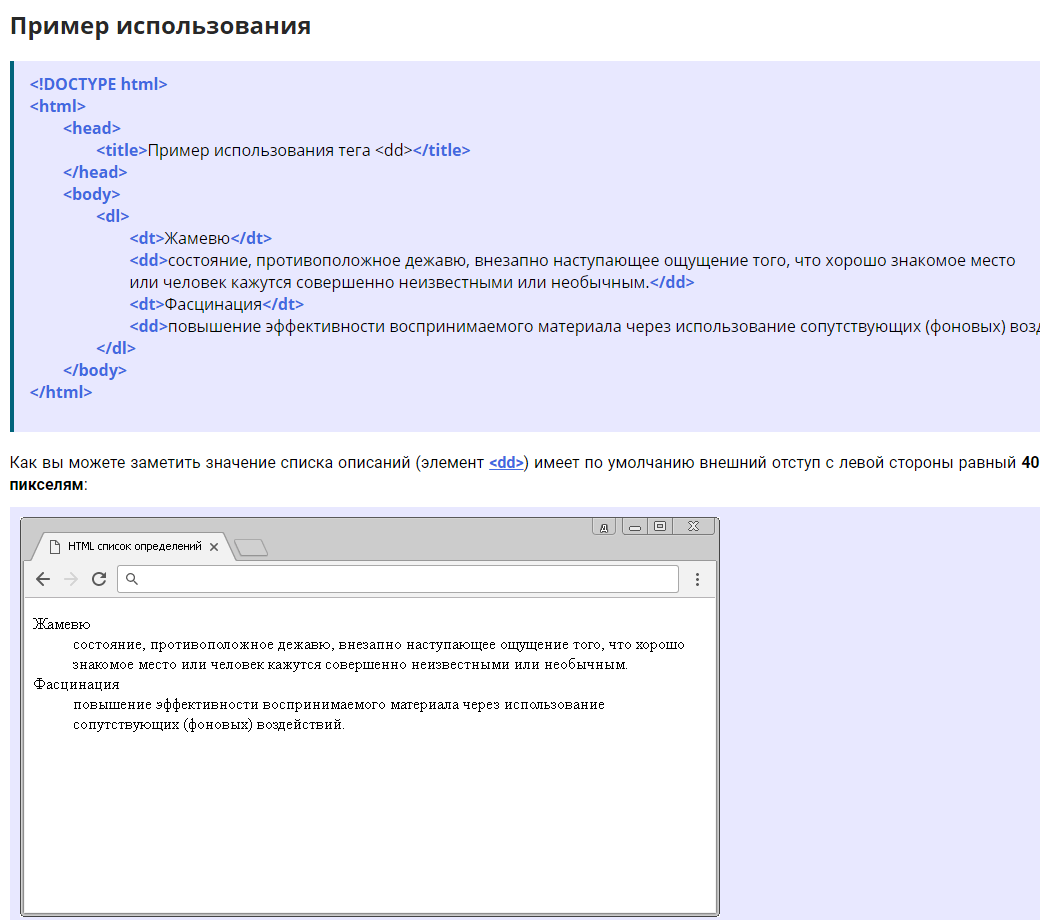 Пример использования
<!DOCTYPE html>
<html>
<head>
<title>Пример использования тега <dd></title>
</head>
<body>
<dl>
<dt>Жамевю</dt>
<dd>состояние, противоположное дежавю, внезапно наступающее ощущение того, что хорошо знакомое место
или человек кажутся совершенно неизвестными или необычным.</dd>
<dt>Фасцинация</dt>
<dd>повышение эффективности воспринимаемого материала через использование сопутствующих (фоновых)
</dl>
</body>
</html>
Как вы можете заметить значение списка описаний (элемент <dd>) имеет по умолчанию внешний отступ с левой стороны равный 40
пикселям:
HTML список определений
Жамевю
состояние, противоположное дежавю, внезапно наступающее ощущение того, что хорошо
знакомое место или человек кажутся совершенно неизвестными или необычным.
Фасцинация
повышение эффективности воспринимаемого материала через использование
сопутствующих (фоновых) воздействий.